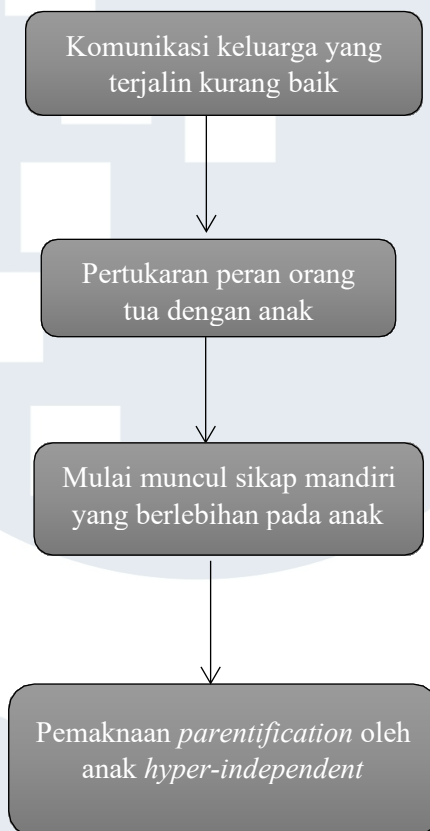 Komunikasi keluarga yang
terjalin kurang baik
Pertukaran peran orang
tua dengan anak
Mulai muncul sikap mandiri
yang berlebihan pada anak
Pemaknaan parentification oleh
anak hyper-independent